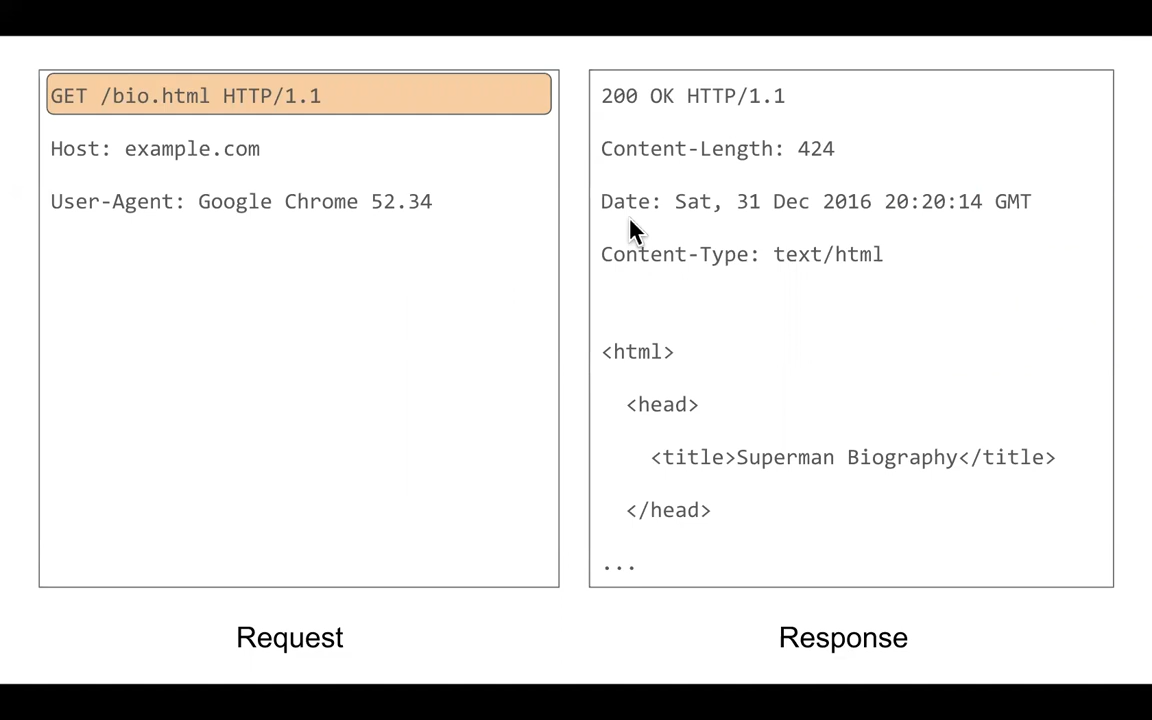 GET /bio.html HTTP/1.1
Host: example.com
User-Agent: Google Chrome 52.34
Request
200 OK HTTP/1.1
Content-Length: 424
Date: Sat, 31 Dec 2016 20:20:14 GMT
Content-Type: text/html
<html>
<head>
<title>Superman Biography</title>
</head>
...
Response